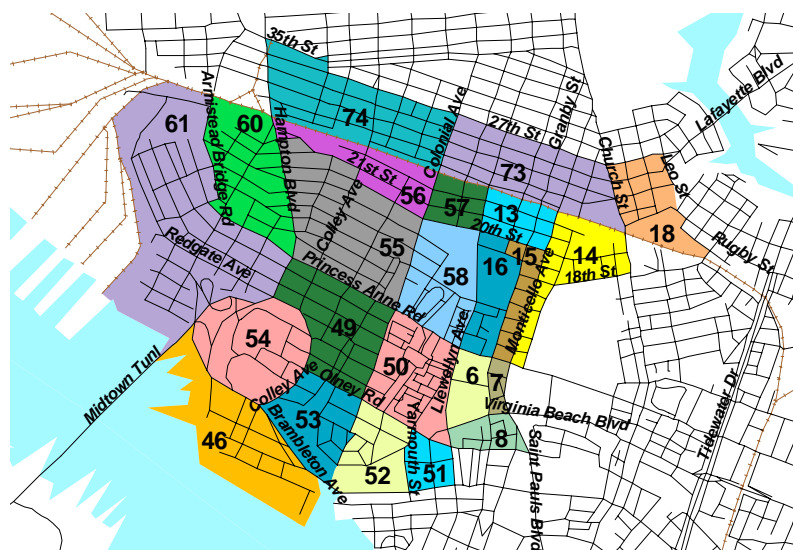 35th St
Lafayette Blvd
Armistead Bridge Rd
Hampton Blvd
74
Colonial Ave
27th St
Granby St
61
60
21st St
73
Church St
Leo St
Colley Ave
56
57
13
20th St
18
Rugby St
Redgate Ave
55
58
16
15
14
18th St
Princess Anne Rd
Monticello Ave
54
49
50
Llewellyn Ave
6
7
Midtown Tunl
Colley Ave
Olney Rd
Virginia Beach Blvd
Tidewater Dr
53
Yarmouth St
8
46
Brambleton Ave
52
51
Saint Pauls Blvd